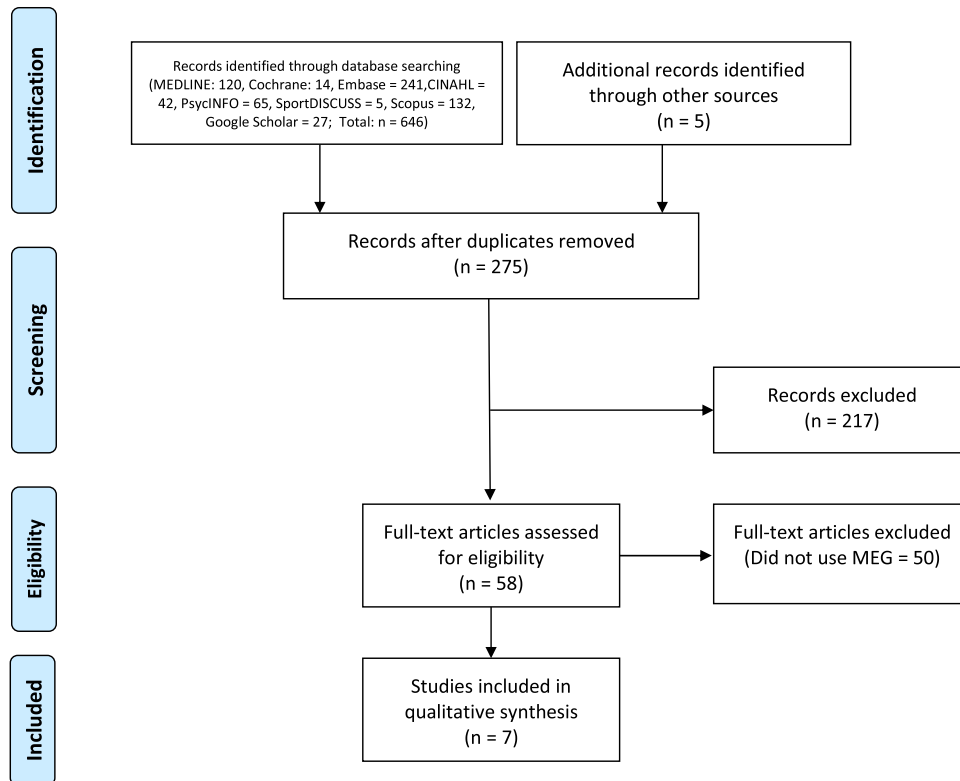 Identification
Records identified through database searching
(MEDLINE: 120, Cochrane: 14, Embase = 241,CINAHL =
42, PsycINFO = 65, SportDISCUSS = 5, Scopus = 132,
Google Scholar = 27;  Total: n = 646)
Additional records identified
through other sources
(n = 5)
Screening
Records after duplicates removed
(n = 275)
Records excluded
(n = 217)
Eligibility
Full-text articles assessed
for eligibility
(n = 58)
Full-text articles excluded
(Did not use MEG = 50)
Included
Studies included in
qualitative synthesis
(n = 7)